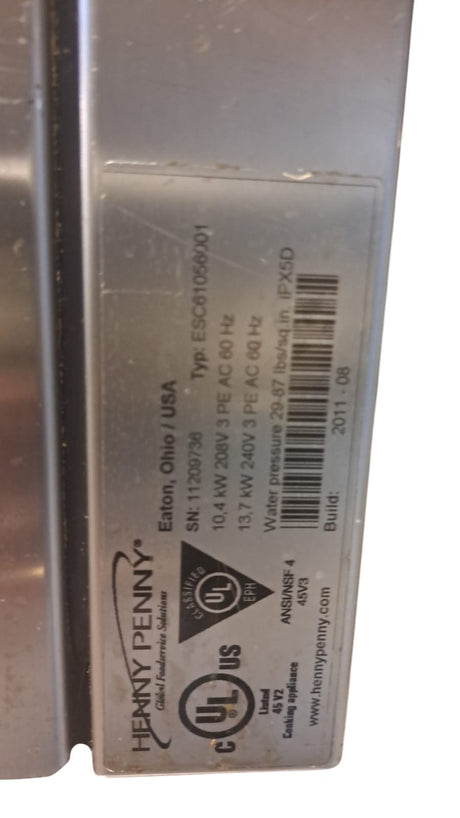 HENNY PENNY®
Global Foodservice Solutions
Eaton, Ohio / USA
SN: 11209736 Typ: ESC61056001
10,4 kW 208V 3 PE AC 60 Hz
13,7 kW 240V 3 PE AC 60 Hz
Water pressure 29-87 lbs/sq.in. IPX5D
Build: 2011 - 08
CLASSIFIED
UL
EPH
ANSI/NSF 4
45V3
C UL® US
Listed
45 V2
Cooking appliance
www.hennypenny.com